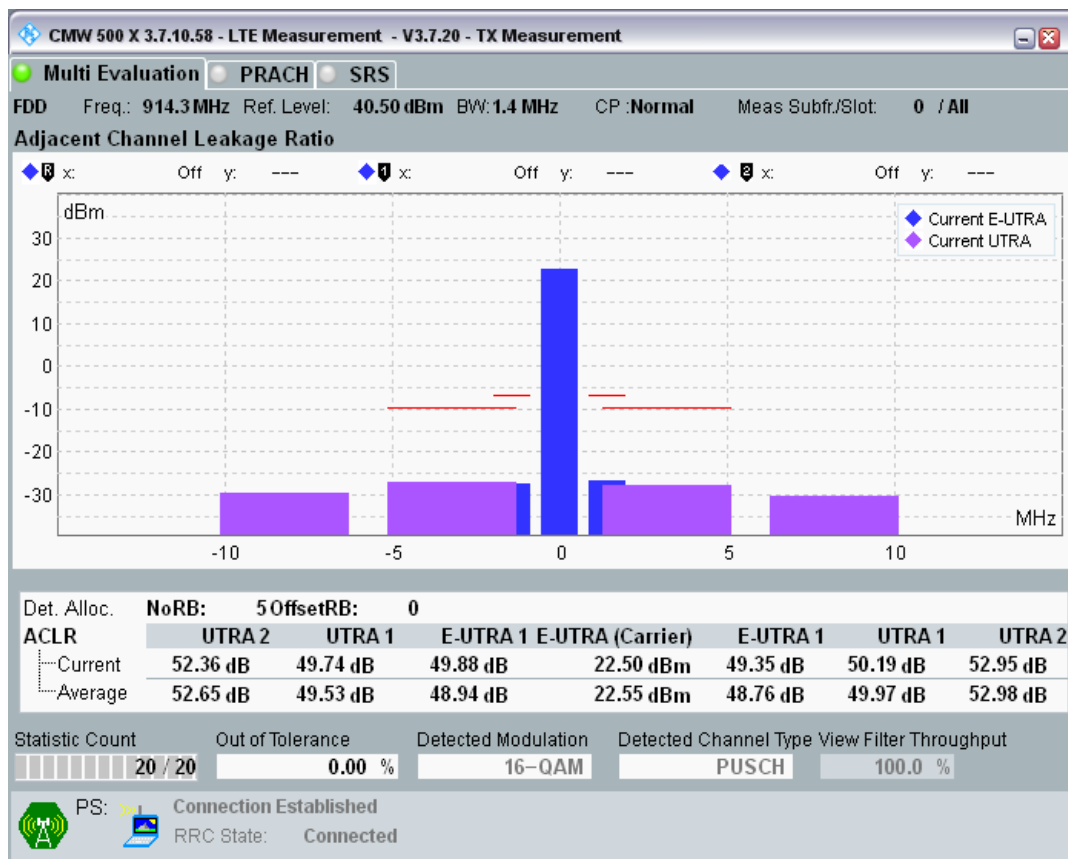 CMW 500 X 3.7.10.58 - LTE Measurement - V3.7.20 - TX Measurement
Multi Evaluation PRACH SRS
FDD Freq.: 914.3 MHz Ref. Level: 40.50 dBm BW: 1.4 MHz CP :Normal Meas Subfr./Slot: 0 / All
Adjacent Channel Leakage Ratio
R x: Off y: --- 1 x: Off y: --- 2 x: Off y: ---
dBm
Current E-UTRA
Current UTRA
30
20
10
0
-10
-20
-30
MHz
-10 -5 0 5 10
Det. Alloc. NoRB: 5 OffsetRB: 0
ACLR UTRA 2 UTRA 1 E-UTRA 1 E-UTRA (Carrier) E-UTRA 1 UTRA 1 UTRA 2
Current 52.36 dB 49.74 dB 49.88 dB 22.50 dBm 49.35 dB 50.19 dB 52.95 dB
Average 52.65 dB 49.53 dB 48.94 dB 22.55 dBm 48.76 dB 49.97 dB 52.98 dB
Statistic Count Out of Tolerance Detected Modulation Detected Channel Type View Filter Throughput
20 / 20 0.00 % 16-QAM PUSCH 100.0 %
PS: Connection Established
RRC State: Connected